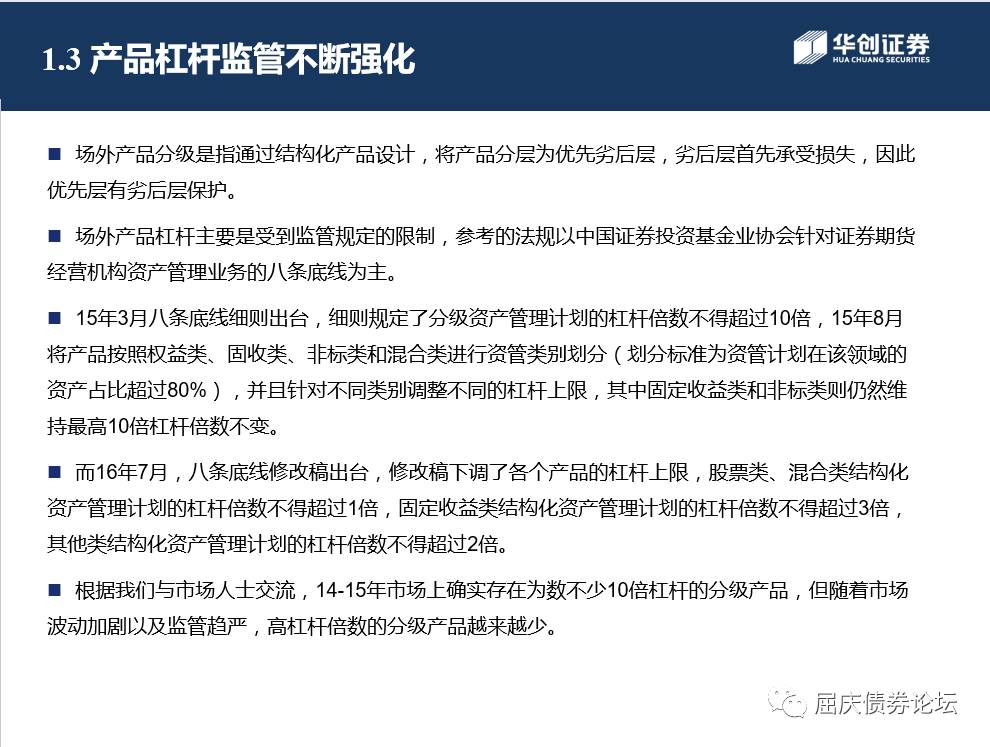 1.3 产品杠杆监管不断强化
华创证券
HUA CHUANG SECURITIES
■ 场外产品分级是指通过结构化产品设计，将产品分层为优先劣后层，劣后层首先承受损失，因此
优先层有劣后层保护。
■ 场外产品杠杆主要是受到监管规定的限制，参考的法规以中国证券投资基金业协会针对证券期货
经营机构资产管理业务的八条底线为主。
■ 15年3月八条底线细则出台，细则规定了分级资产管理计划的杠杆倍数不得超过10倍，15年8月
将产品按照权益类、固收类、非标类和混合类进行资管类别划分（划分标准为资管计划在该领域的
资产占比超过80%），并且针对不同类别调整不同的杠杆上限，其中固定收益类和非标类则仍然维
持最高10倍杠杆倍数不变。
■ 而16年7月，八条底线修改稿出台，修改稿下调了各个产品的杠杆上限，股票类、混合类结构化
资产管理计划的杠杆倍数不得超过1倍，固定收益类结构化资产管理计划的杠杆倍数不得超过3倍，
其他类结构化资产管理计划的杠杆倍数不得超过2倍。
■ 根据我们与市场人士交流，14-15年市场上确实存在为数不少10倍杠杆的分级产品，但随着市场
波动加剧以及监管趋严，高杠杆倍数的分级产品越来越少。
屈庆债券论坛